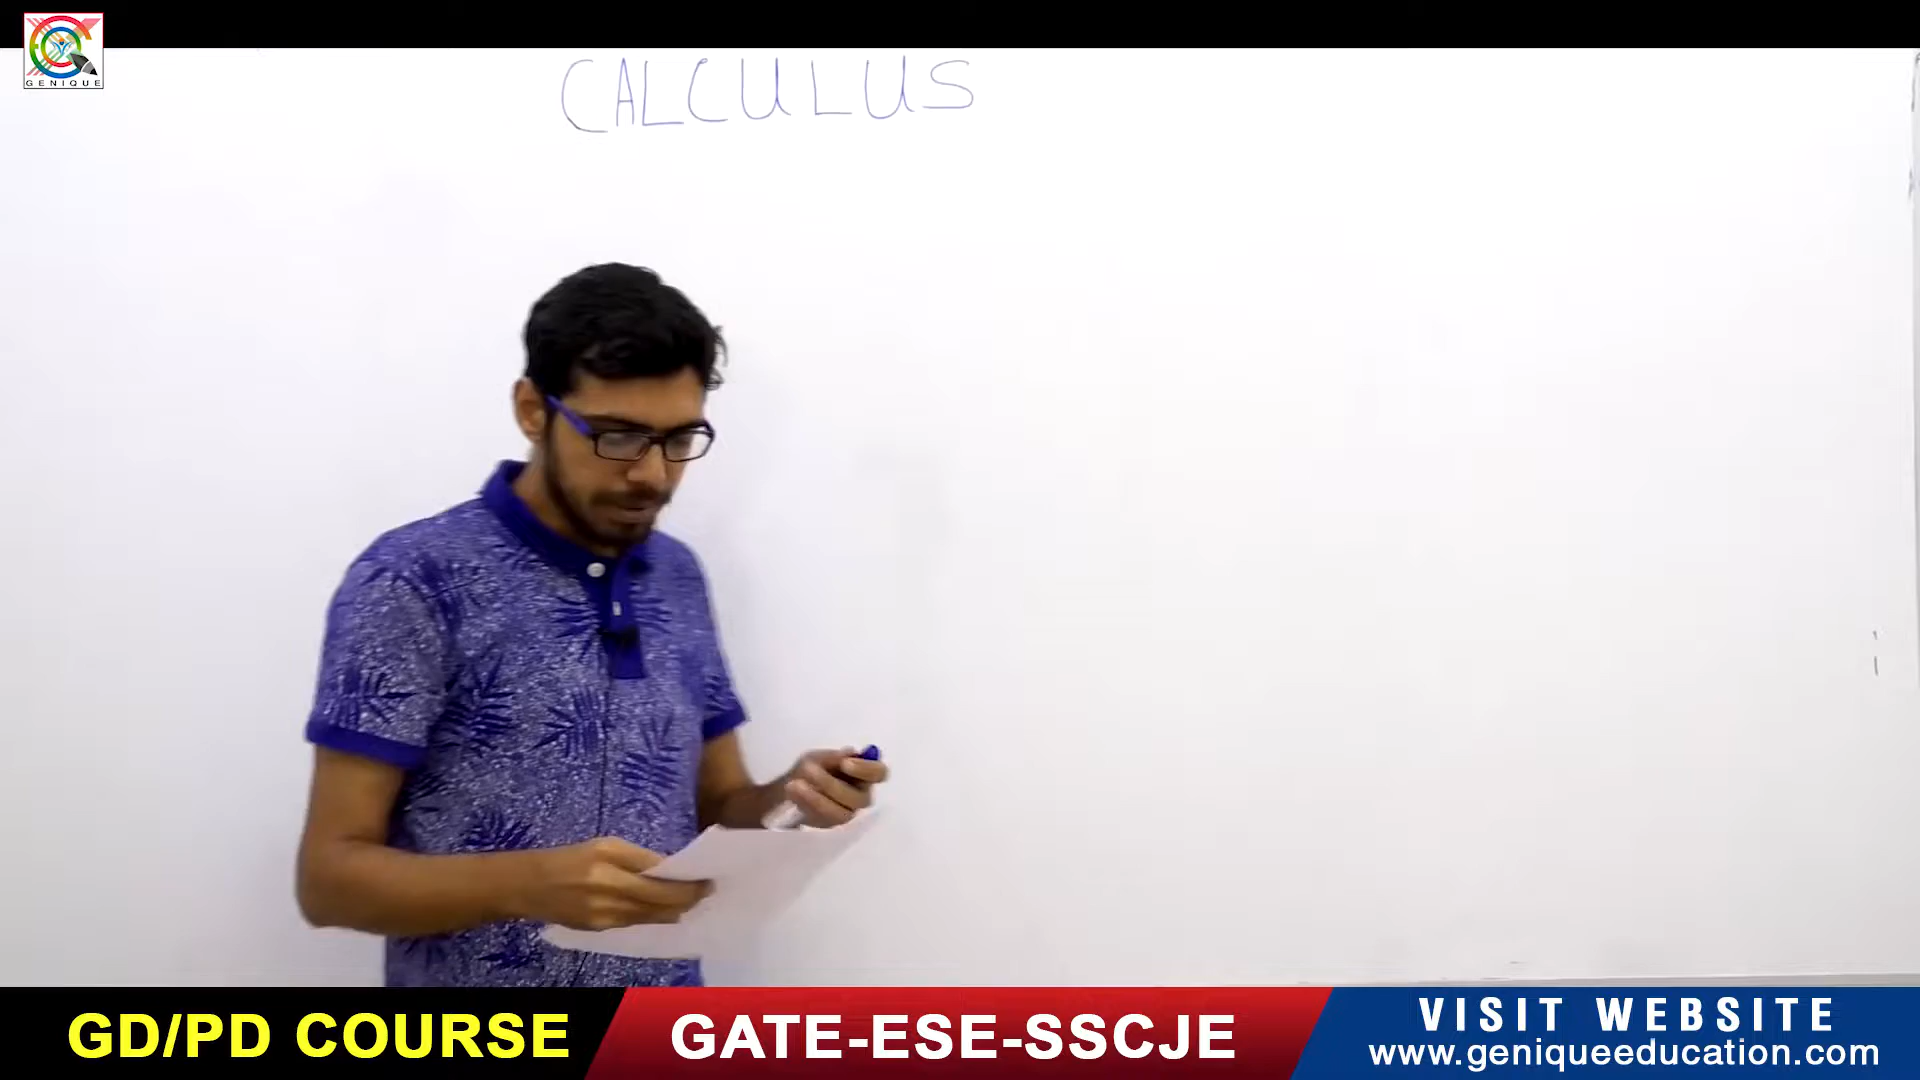 GENIQUE
CALCULUS
GD/PD COURSE
GATE-ESE-SSCJE
VISIT WEBSITE
www.geniqueeducation.com